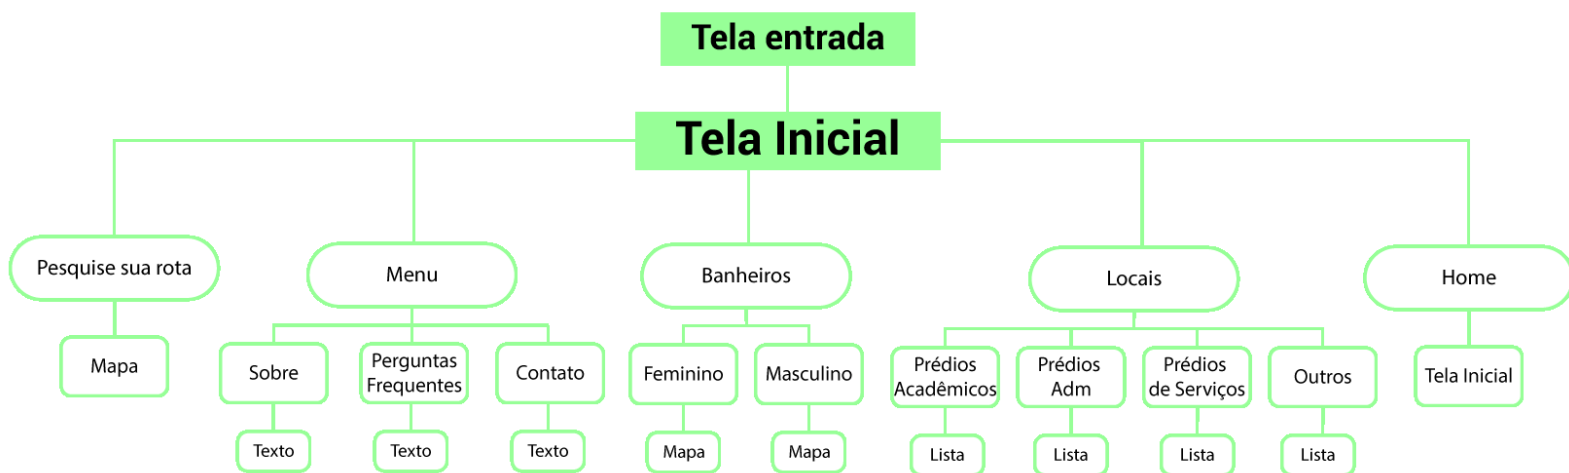 Tela entrada
Tela Inicial
Pesquise sua rota
Menu
Banheiros
Locais
Home
Mapa
Sobre
Perguntas
Frequentes
Contato
Feminino
Masculino
Prédios
Acadêmicos
Prédios
Adm
Prédios
de Serviços
Outros
Tela Inicial
Texto
Texto
Texto
Mapa
Mapa
Lista
Lista
Lista
Lista